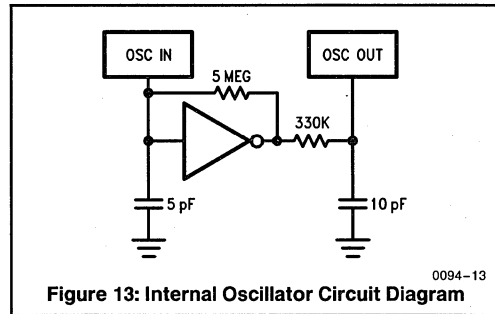 OSC IN
OSC OUT
5 MEG
330K
5 pF
10 pF
0094-13
Figure 13: Internal Oscillator Circuit Diagram